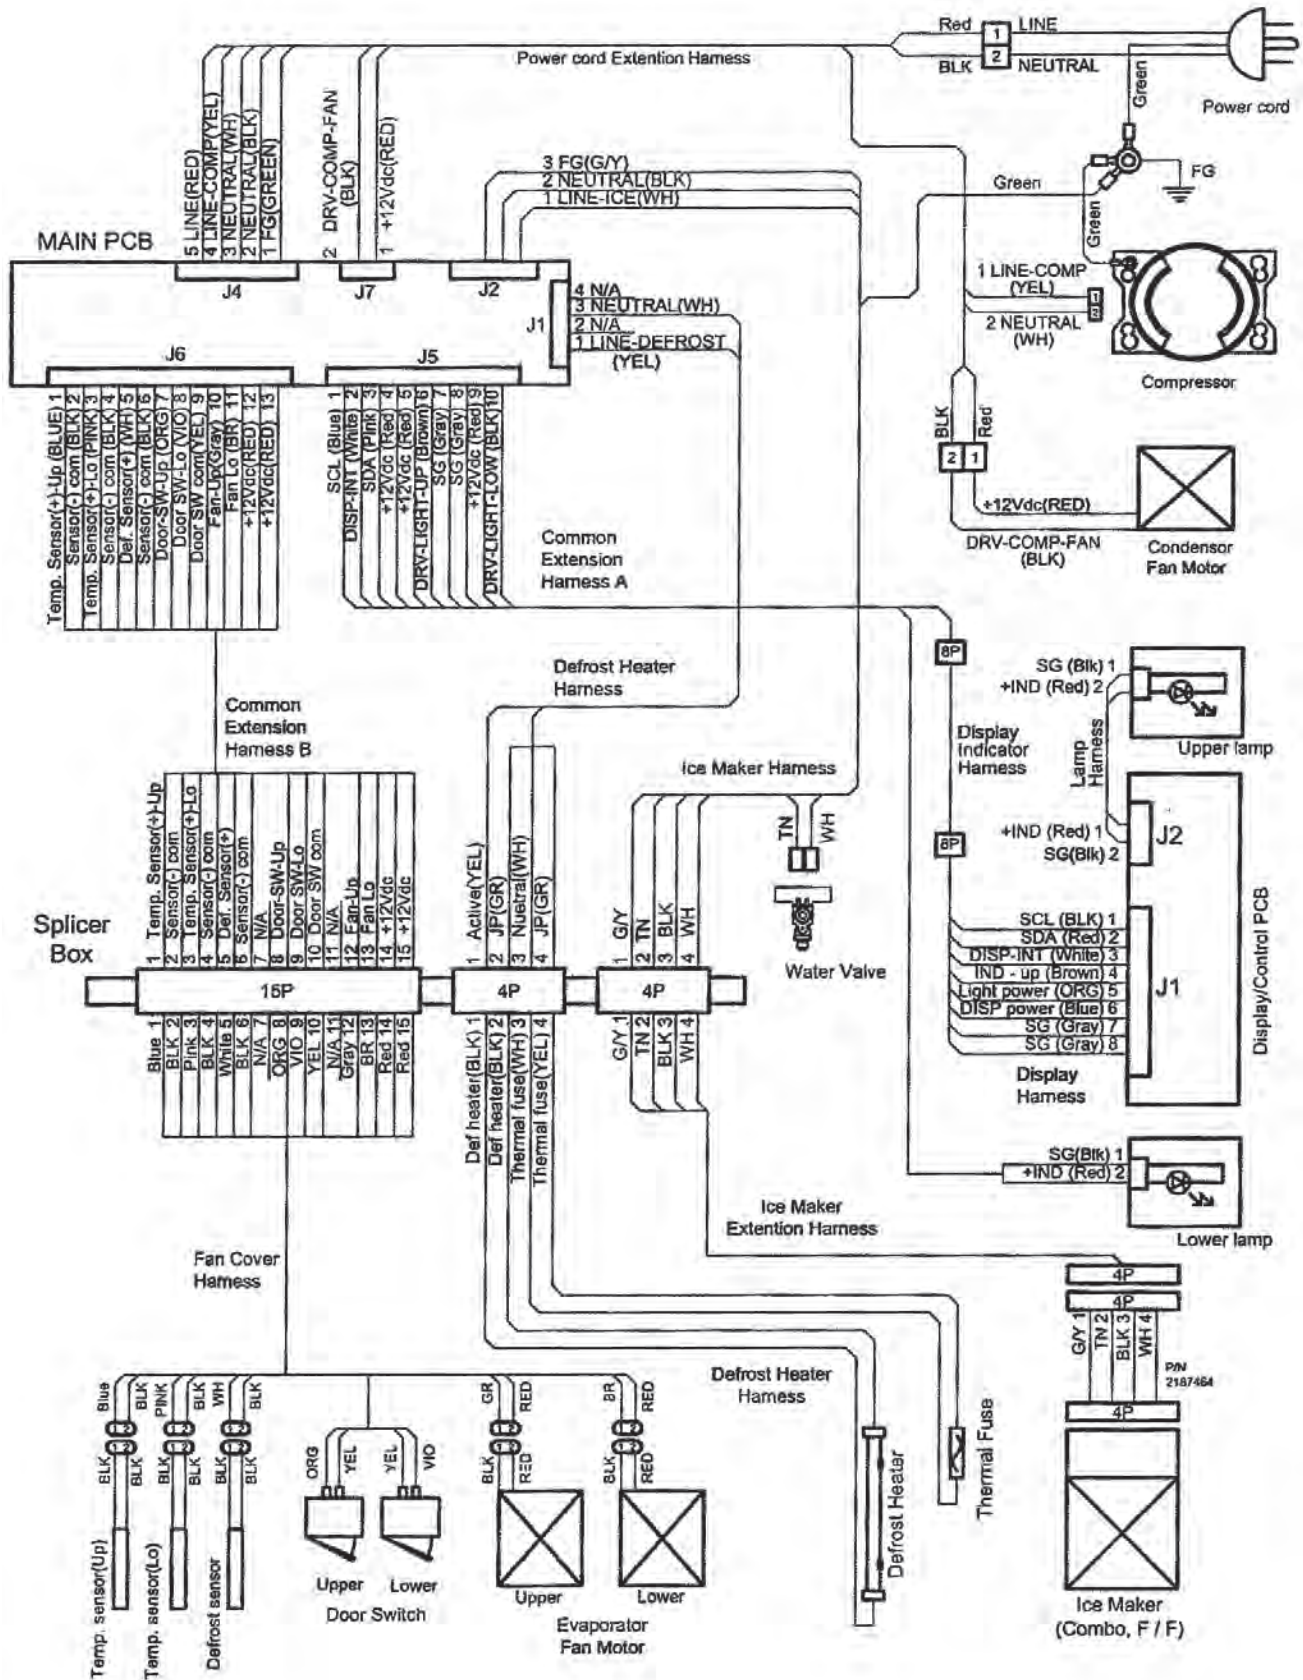 Red 1 LINE
BLK 2 NEUTRAL
Power cord Extention Harness
Green
Power cord
5 LINE(RED)
4 LINE-COMP(YEL)
3 NEUTRAL(WH)
2 NEUTRAL(BLK)
1 FG(GREEN)
2 DRV-COMP-FAN
(BLK)
1 +12Vdc(RED)
3 FG(G/Y)
2 NEUTRAL(BLK)
1 LINE-ICE(WH)
Green
FG
Green
MAIN PCB
J4
J7
J2
J1
4 N/A
3 NEUTRAL(WH)
2 N/A
1 LINE-DEFROST
(YEL)
1 LINE-COMP
(YEL)
2 NEUTRAL
(WH)
Compressor
J6
J5
Temp. Sensor(+)-Up (BLUE) 1
Sensor(-) com (BLK) 2
Temp. Sensor(+)-Lo (PINK) 3
Sensor(-) com (BLK) 4
Def. Sensor(+) (WH) 5
Sensor(-) com (BLK) 6
Door-SW-Up (ORG) 7
Door SW-Lo (VIO) 8
Door SW com(YEL) 9
Fan-Up(Gray) 10
Fan Lo (BR) 11
+12Vdc(RED) 12
+12Vdc(RED) 13
SCL (Blue) 1
DISP-INT (White) 2
SDA (Pink) 3
+12Vdc (Red) 4
+12Vdc (Red) 5
DRV-LIGHT-UP (Brown) 6
SG (Gray) 7
SG (Gray) 8
+12Vdc (Red) 9
DRV-LIGHT-LOW (BLK)10
BLK
Red
2 1
+12Vdc(RED)
DRV-COMP-FAN
(BLK)
Condensor
Fan Motor
Common
Extension
Harness A
Defrost Heater
Harness
Common
Extension
Harness B
8P
Display
Indicator
Harness
8P
SG (Blk) 1
+IND (Red) 2
Upper lamp
Lamp
Harness
+IND (Red) 1
SG(Blk) 2
J2
SCL (BLK) 1
SDA (Red) 2
DISP-INT (White) 3
IND - up (Brown) 4
Light power (ORG) 5
DISP power (Blue) 6
SG (Gray) 7
SG (Gray) 8
J1
Display/Control PCB
Display
Harness
Ice Maker Harness
TN
WH
Water Valve
Splicer
Box
1 Temp. Sensor(+)-Up
2 Sensor(-) com
3 Temp. Sensor(+)-Lo
4 Sensor(-) com
5 Def. Sensor(+)
6 Sensor(-) com
7 N/A
8 Door-SW-Up
9 Door SW-Lo
10 Door SW com
11 N/A
12 Fan-Up
13 Fan Lo
14 +12Vdc
15 +12Vdc
1 Active(YEL)
2 JP(GR)
3 Nuetral(WH)
4 JP(GR)
1 G/Y
2 TN
3 BLK
4 WH
15P
4P
4P
Blue 1
BLK 2
Pink 3
BLK 4
White 5
BLK 6
N/A 7
ORG 8
VIO 9
YEL 10
N/A 11
Gray 12
BR 13
Red 14
Red 15
Def heater(BLK) 1
Def heater(BLK) 2
Thermal fuse(WH) 3
Thermal fuse(YEL) 4
G/Y 1
TN 2
BLK 3
WH 4
SG(Blk) 1
+IND (Red) 2
Lower lamp
Ice Maker
Extention Harness
Fan Cover
Harness
4P
4P
G/Y 1
TN 2
BLK 3
WH 4
P/N
2187464
4P
Ice Maker
(Combo, F / F)
Defrost Heater
Harness
Defrost Heater
Thermal Fuse
Blue
BLK
PINK
BLK
WH
BLK
GR
RED
BR
RED
BLK
BLK
BLK
BLK
BLK
BLK
ORG
YEL
YEL
VIO
BLK
RED
BLK
RED
Temp. sensor(Up)
Temp. sensor(Lo)
Defrost sensor
Upper
Lower
Door Switch
Upper
Lower
Evaporator
Fan Motor